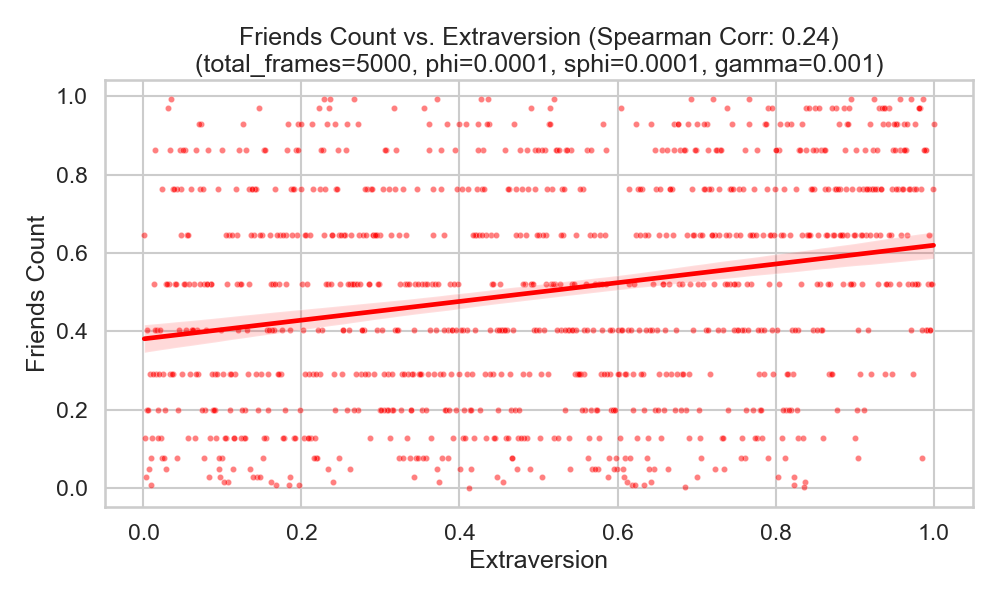 Friends Count vs. Extraversion (Spearman Corr: 0.24)
(total_frames=5000, phi=0.0001, sphi=0.0001, gamma=0.001)
1.0
0.8
0.6
0.4
0.2
0.0
Friends Count
0.0 0.2 0.4 0.6 0.8 1.0
Extraversion